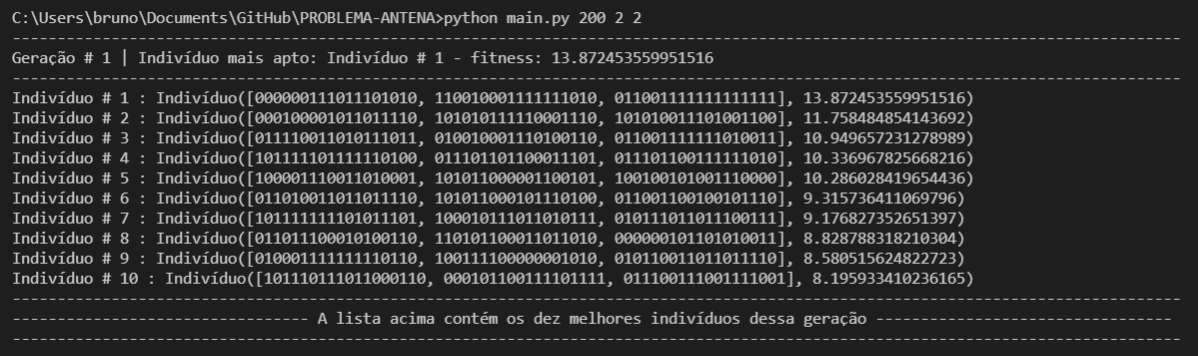 C:\Users\bruno\Documents\GitHub\PROBLEMA-ANTENA>python main.py 200 2 2
----------------------------------------------------------------------------------------------------------------------------------
Geração # 1 | Indivíduo mais apto: Indivíduo # 1 - fitness: 13.872453559951516
----------------------------------------------------------------------------------------------------------------------------------
Indivíduo # 1 : Indivíduo([000000111011101010, 110010001111111010, 011001111111111111], 13.872453559951516)
Indivíduo # 2 : Indivíduo([000100001011011110, 101010111110001110, 101010011101001100], 11.758484854143692)
Indivíduo # 3 : Indivíduo([011110011010111011, 010010001110100110, 011001111111010011], 10.949657231278989)
Indivíduo # 4 : Indivíduo([101111101111110100, 011101101100011101, 011101100111111010], 10.336967825668216)
Indivíduo # 5 : Indivíduo([100001110011010001, 101011000001100101, 100100101001110000], 10.286028419654436)
Indivíduo # 6 : Indivíduo([011010011011011110, 101011000101110100, 011001100100101110], 9.315736411069796)
Indivíduo # 7 : Indivíduo([101111111101011101, 100010111011010111, 010111011011100111], 9.176827352651397)
Indivíduo # 8 : Indivíduo([011011100010100110, 110101100011011010, 000000101101010011], 8.828788318210304)
Indivíduo # 9 : Indivíduo([010001111111110110, 100111100000001010, 010110011011011110], 8.580515624822723)
Indivíduo # 10 : Indivíduo([101110111011000110, 000101100111101111, 011100111001111001], 8.195933410236165)
----------------------------------------------------------------------------------------------------------------------------------
--------------------------------- A lista acima contém os dez melhores indivíduos dessa geração ---------------------------------
----------------------------------------------------------------------------------------------------------------------------------